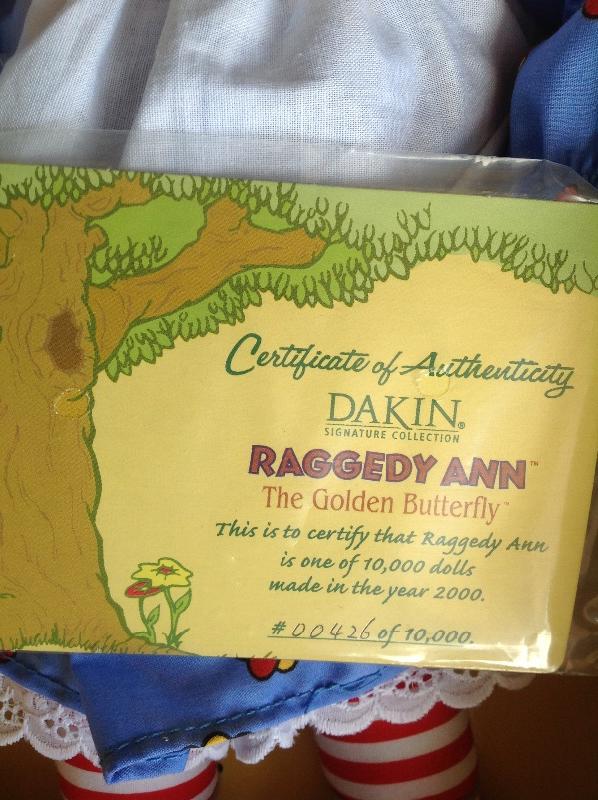 Certificate of Authenticity
DAKIN®
SIGNATURE COLLECTION
RAGGEDY ANN™
The Golden Butterfly™
This is to certify that Raggedy Ann
is one of 10,000 dolls
made in the year 2000.
#00426 of 10,000.